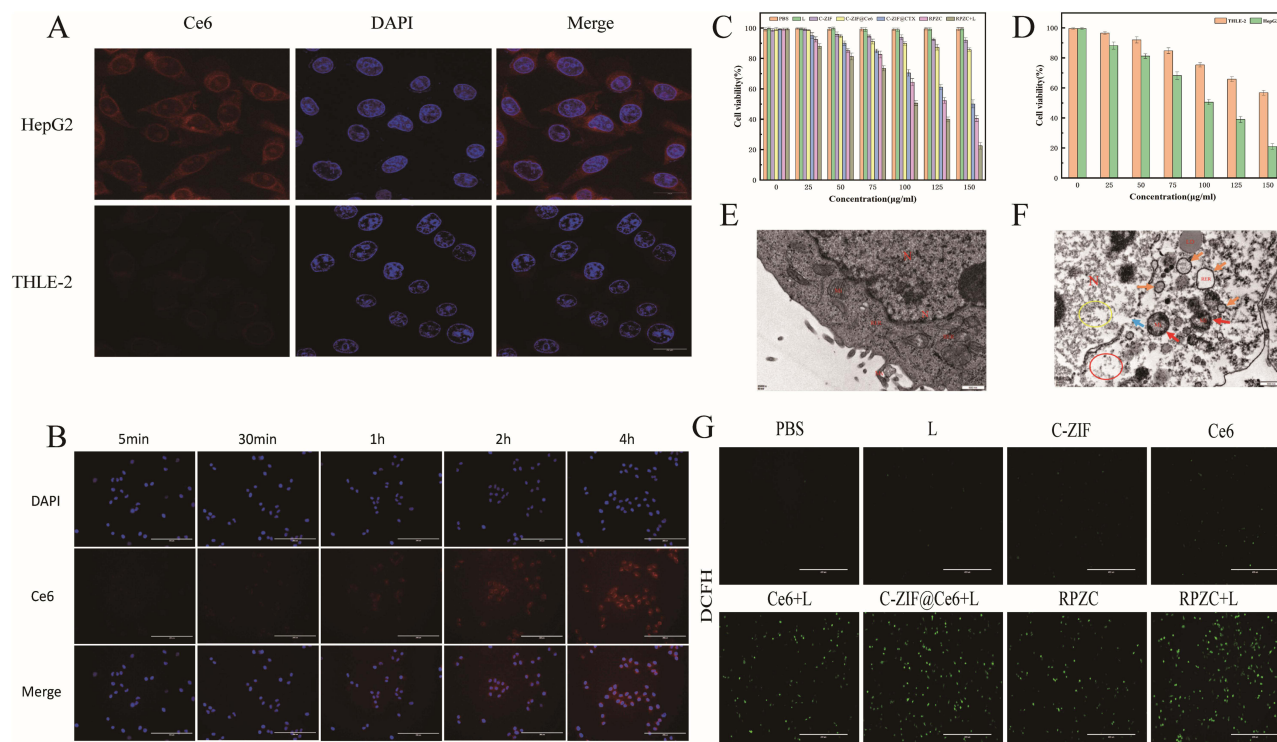 A
Ce6 DAPI Merge
HepG2
THLE-2
B
5min 30min 1h 2h 4h
DAPI
Ce6
Merge
C
PBS L C-ZIF C-ZIF@Ce6 C-ZIF@CTX RPZC RPZC+L
Cell viability(%)
100
80
60
40
20
0
0 25 50 75 100 125 150
Concentration(μg/ml)
D
THLE-2 HepG2
Cell viability(%)
100
80
60
40
20
0
0 25 50 75 100 125 150
Concentration(μg/ml)
E
F
N
RER
G
PBS L C-ZIF Ce6
DCFH
Ce6+L C-ZIF@Ce6+L RPZC RPZC+L